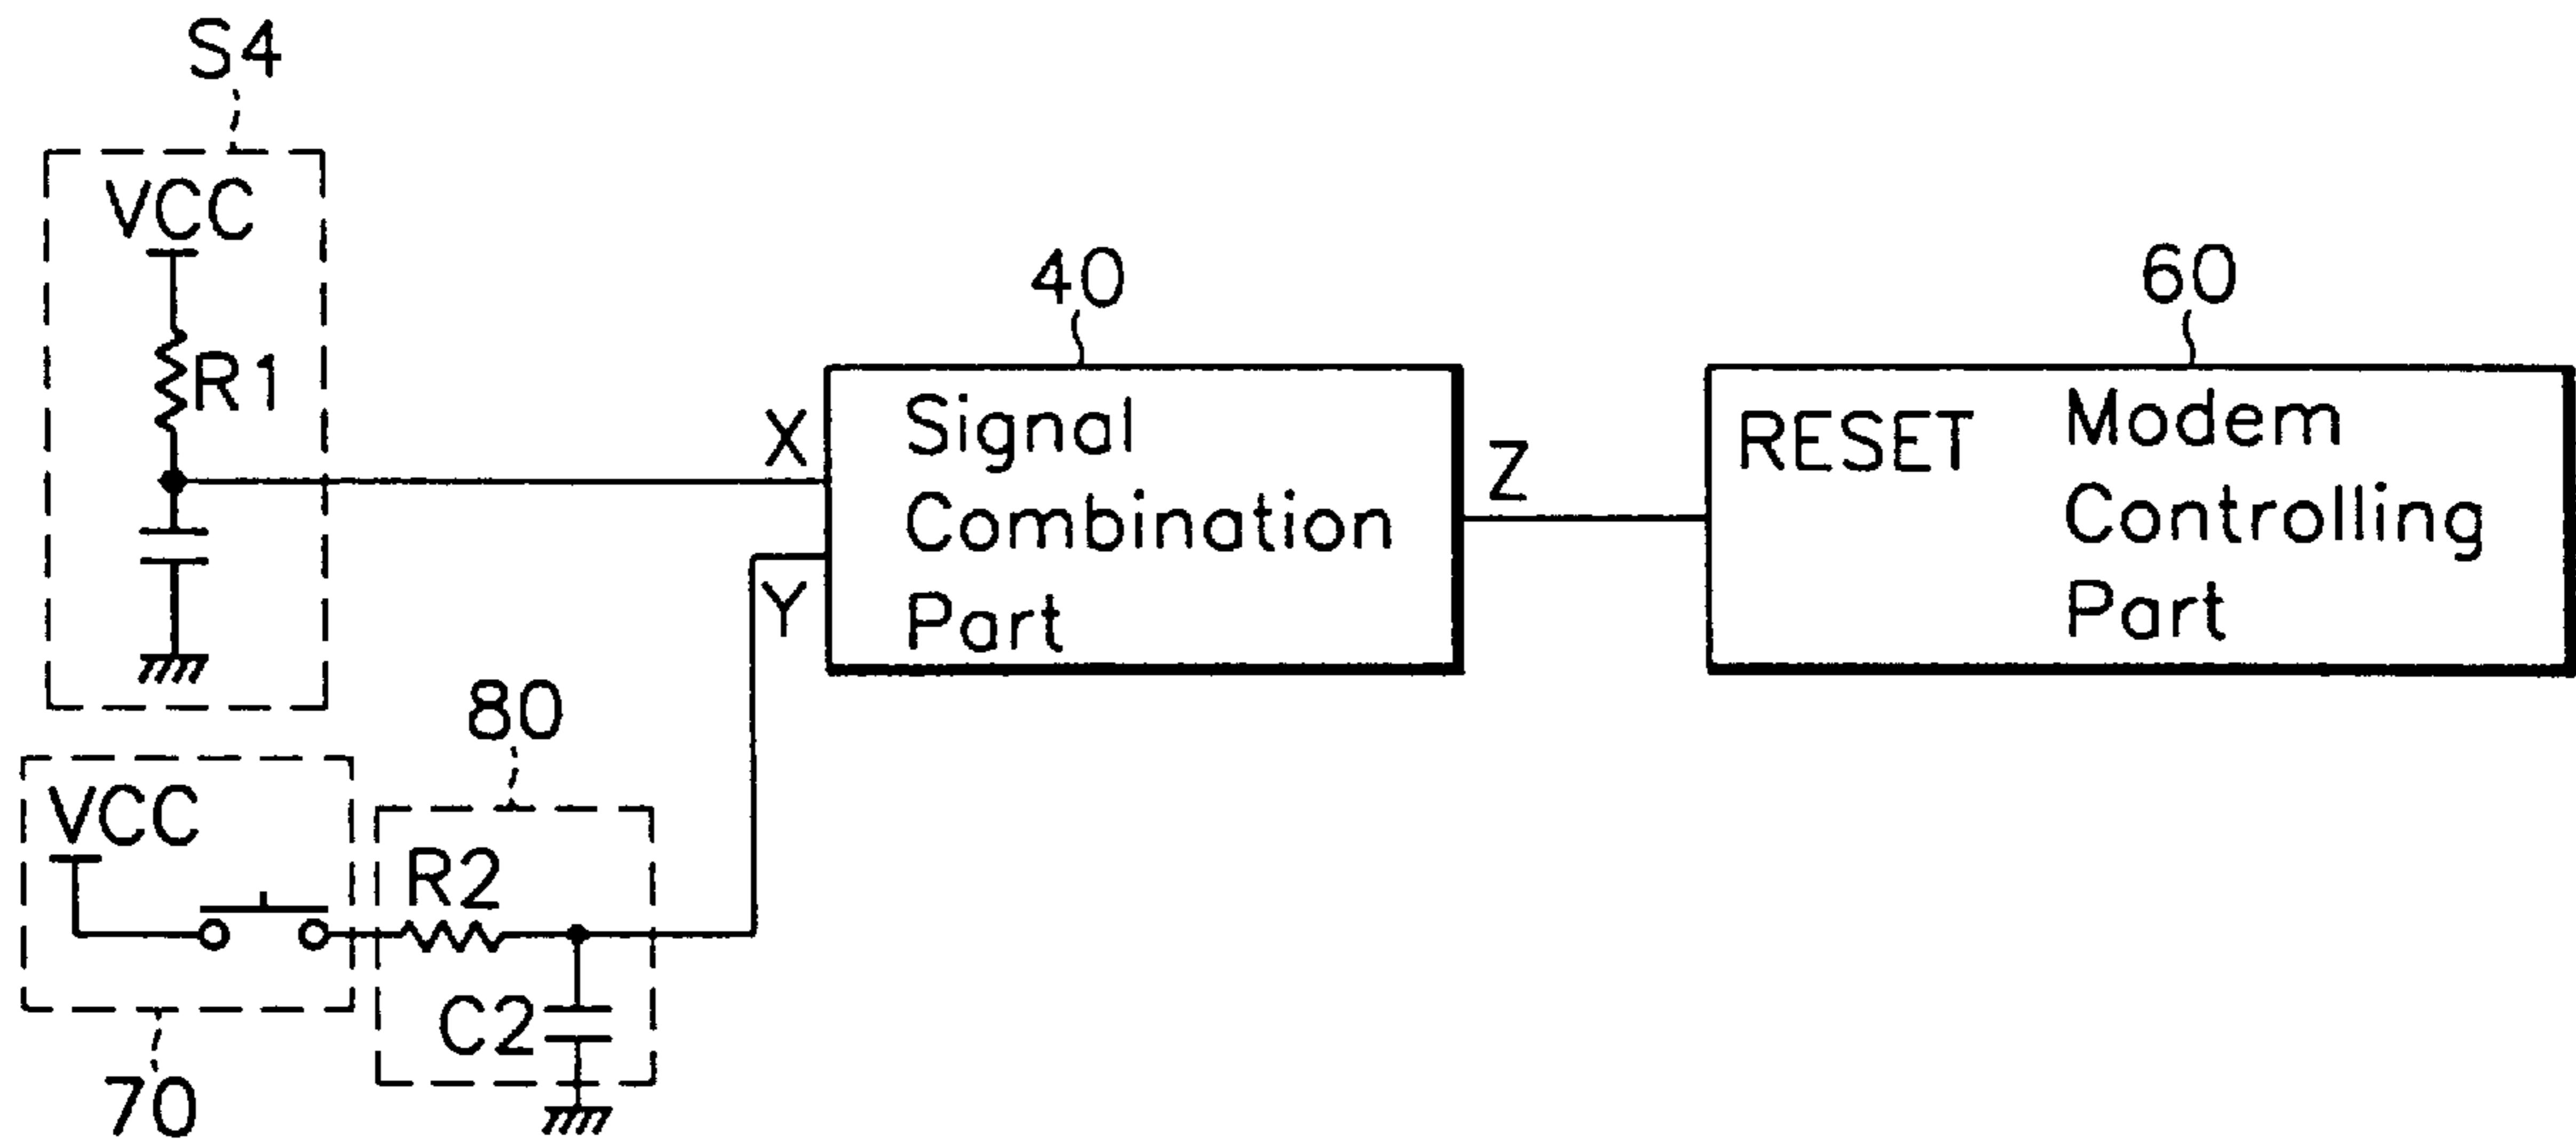 S4
VCC
R1
40
60
X
Y
Signal
Combination
Part
Z
RESET
Modem
Controlling
Part
80
VCC
R2
C2
70